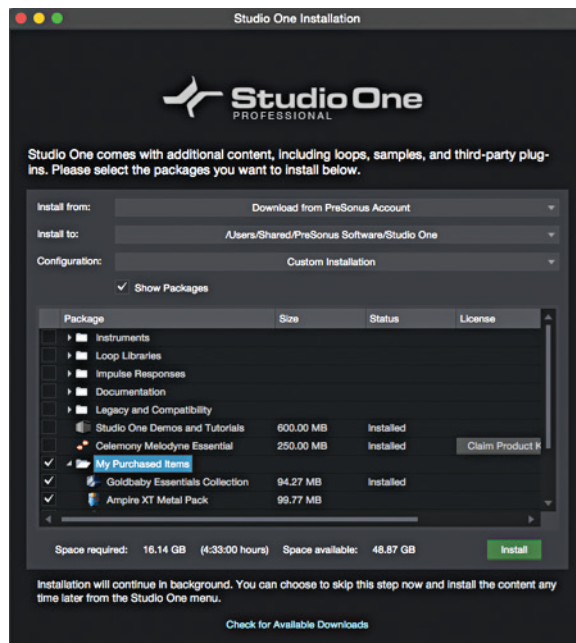 Studio One Installation
Studio One
PROFESSIONAL
Studio One comes with additional content, including loops, samples, and third-party plug-
ins. Please select the packages you want to install below.
Install from: Download from PreSonus Account
Install to: /Users/Shared/PreSonus Software/Studio One
Configuration: Custom Installation
Show Packages
Package Size Status License
Instruments
Loop Libraries
Impulse Responses
Documentation
Legacy and Compatibility
Studio One Demos and Tutorials 600.00 MB Installed
Celemony Melodyne Essential 250.00 MB Installed Claim Product K
My Purchased Items
Goldbaby Essentials Collection 94.27 MB Installed
Ampire XT Metal Pack 99.77 MB
Space required: 16.14 GB (4:33:00 hours) Space available: 48.87 GB Install
Installation will continue in background. You can choose to skip this step now and install the content any
time later from the Studio One menu.
Check for Available Downloads